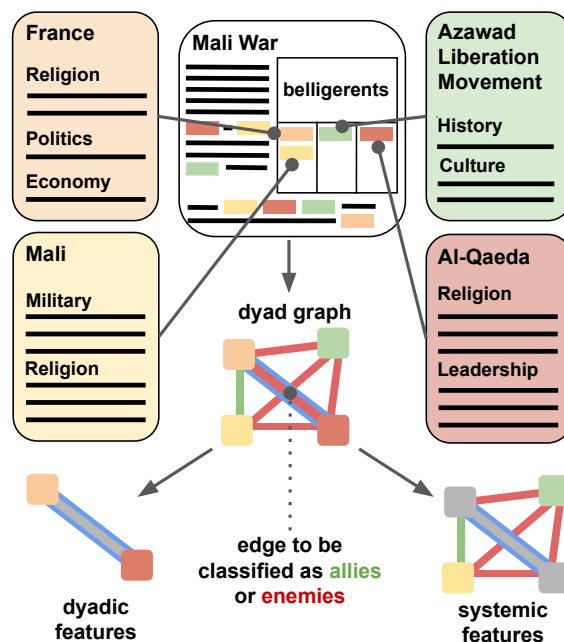 France
Religion
Politics
Economy
Mali War
belligerents
Azawad
Liberation
Movement
History
Culture
Mali
Military
Religion
Al-Qaeda
Religion
Leadership
dyad graph
dyadic
features
edge to be
classified as allies
or enemies
systemic
features